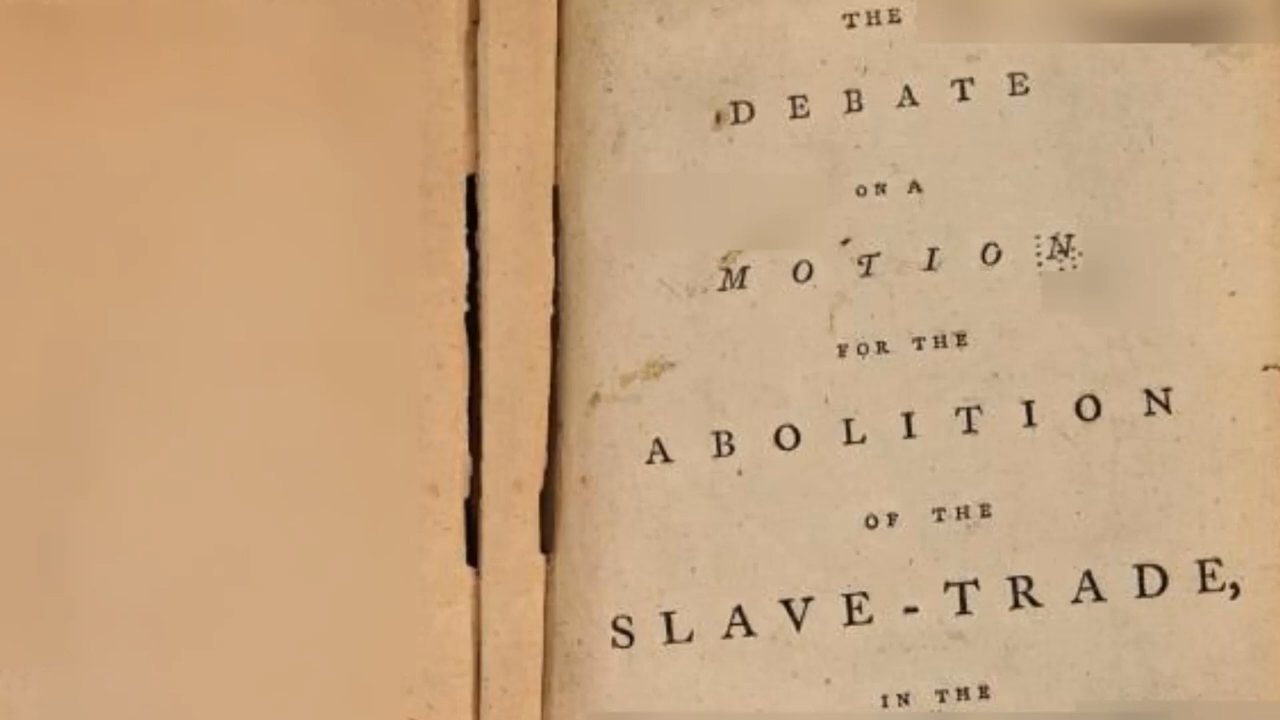 THE
DEBATE
ON A
MOTION
FOR THE
ABOLITION
OF THE
SLAVE-TRADE,
IN THE